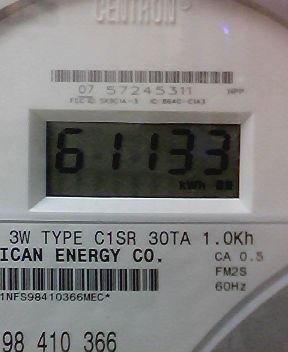 CENTRON®
07 57245311 NPP
FCC ID: SK9C1A-3 IC: 864G-C1A3
61133
kWh
3W TYPE C1SR 30TA 1.0Kh
ICAN ENERGY CO. CA 0.5
FM2S
60Hz
1NFS98410366MEC*
98 410 366